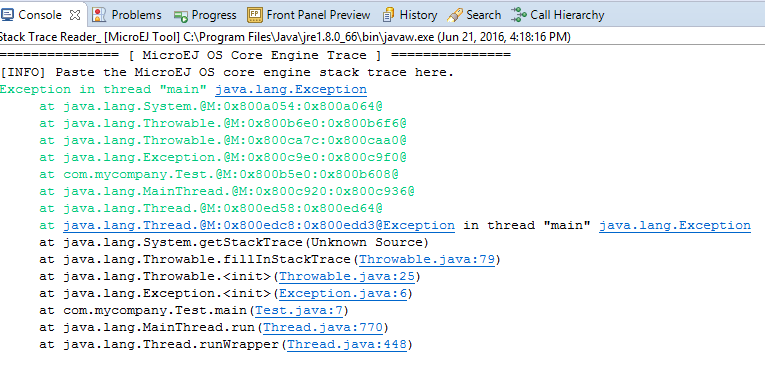 Console Problems Progress Front Panel Preview History Search Call Hierarchy
Stack Trace Reader_ [MicroEJ Tool] C:\Program Files\Java\jre1.8.0_66\bin\javaw.exe (Jun 21, 2016, 4:18:16 PM)
=============== [ MicroEJ OS Core Engine Trace ] ===============
[INFO] Paste the MicroEJ OS core engine stack trace here.
Exception in thread "main" java.lang.Exception
at java.lang.System.@M:0x800a054:0x800a064@
at java.lang.Throwable.@M:0x800b6e0:0x800b6f6@
at java.lang.Throwable.@M:0x800ca7c:0x800caa0@
at java.lang.Exception.@M:0x800c9e0:0x800c9f0@
at com.mycompany.Test.@M:0x800b5e0:0x800b608@
at java.lang.MainThread.@M:0x800c920:0x800c936@
at java.lang.Thread.@M:0x800ed58:0x800ed64@
at java.lang.Thread.@M:0x800edc8:0x800edd3@Exception in thread "main" java.lang.Exception
at java.lang.System.getStackTrace(Unknown Source)
at java.lang.Throwable.fillInStackTrace(Throwable.java:79)
at java.lang.Throwable.<init>(Throwable.java:25)
at java.lang.Exception.<init>(Exception.java:6)
at com.mycompany.Test.main(Test.java:7)
at java.lang.MainThread.run(Thread.java:770)
at java.lang.Thread.runWrapper(Thread.java:448)